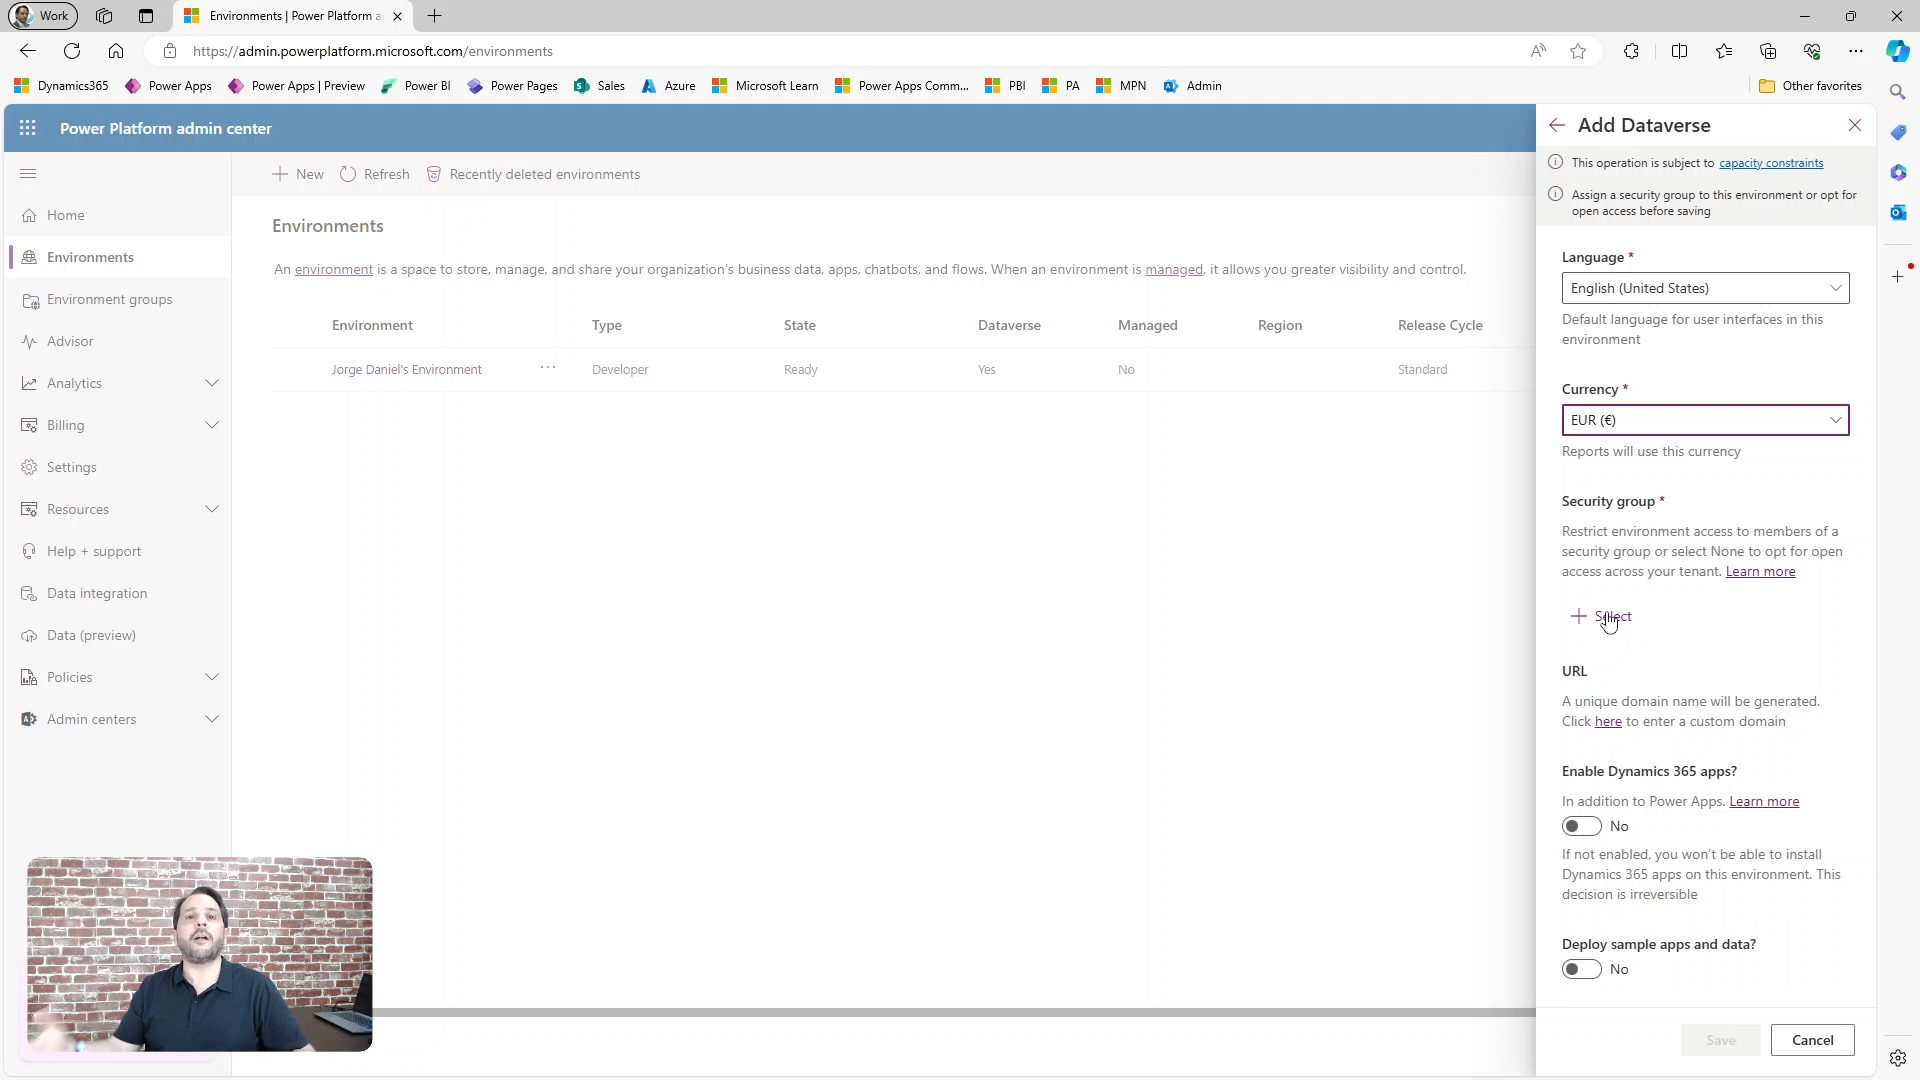 Work
Environments | Power Platform a
https://admin.powerplatform.microsoft.com/environments
Dynamics365
Power Apps
Power Apps | Preview
Power BI
Power Pages
Sales
Azure
Microsoft Learn
Power Apps Comm...
PBI
PA
MPN
Admin
Other favorites
Power Platform admin center
Home
Environments
Environment groups
Advisor
Analytics
Billing
Settings
Resources
Help + support
Data integration
Data (preview)
Policies
Admin centers
New
Refresh
Recently deleted environments
Environments
An environment is a space to store, manage, and share your organization's business data, apps, chatbots, and flows. When an environment is managed, it allows you greater visibility and control.
Environment Type State Dataverse Managed Region Release Cycle
Jorge Daniel's Environment ... Developer Ready Yes No Standard
Add Dataverse
This operation is subject to capacity constraints
Assign a security group to this environment or opt for
open access before saving
Language *
English (United States)
Default language for user interfaces in this
environment
Currency *
EUR (€)
Reports will use this currency
Security group *
Restrict environment access to members of a
security group or select None to opt for open
access across your tenant. Learn more
Select
URL
A unique domain name will be generated.
Click here to enter a custom domain
Enable Dynamics 365 apps?
In addition to Power Apps. Learn more
No
If not enabled, you won't be able to install
Dynamics 365 apps on this environment. This
decision is irreversible
Deploy sample apps and data?
No
Save
Cancel